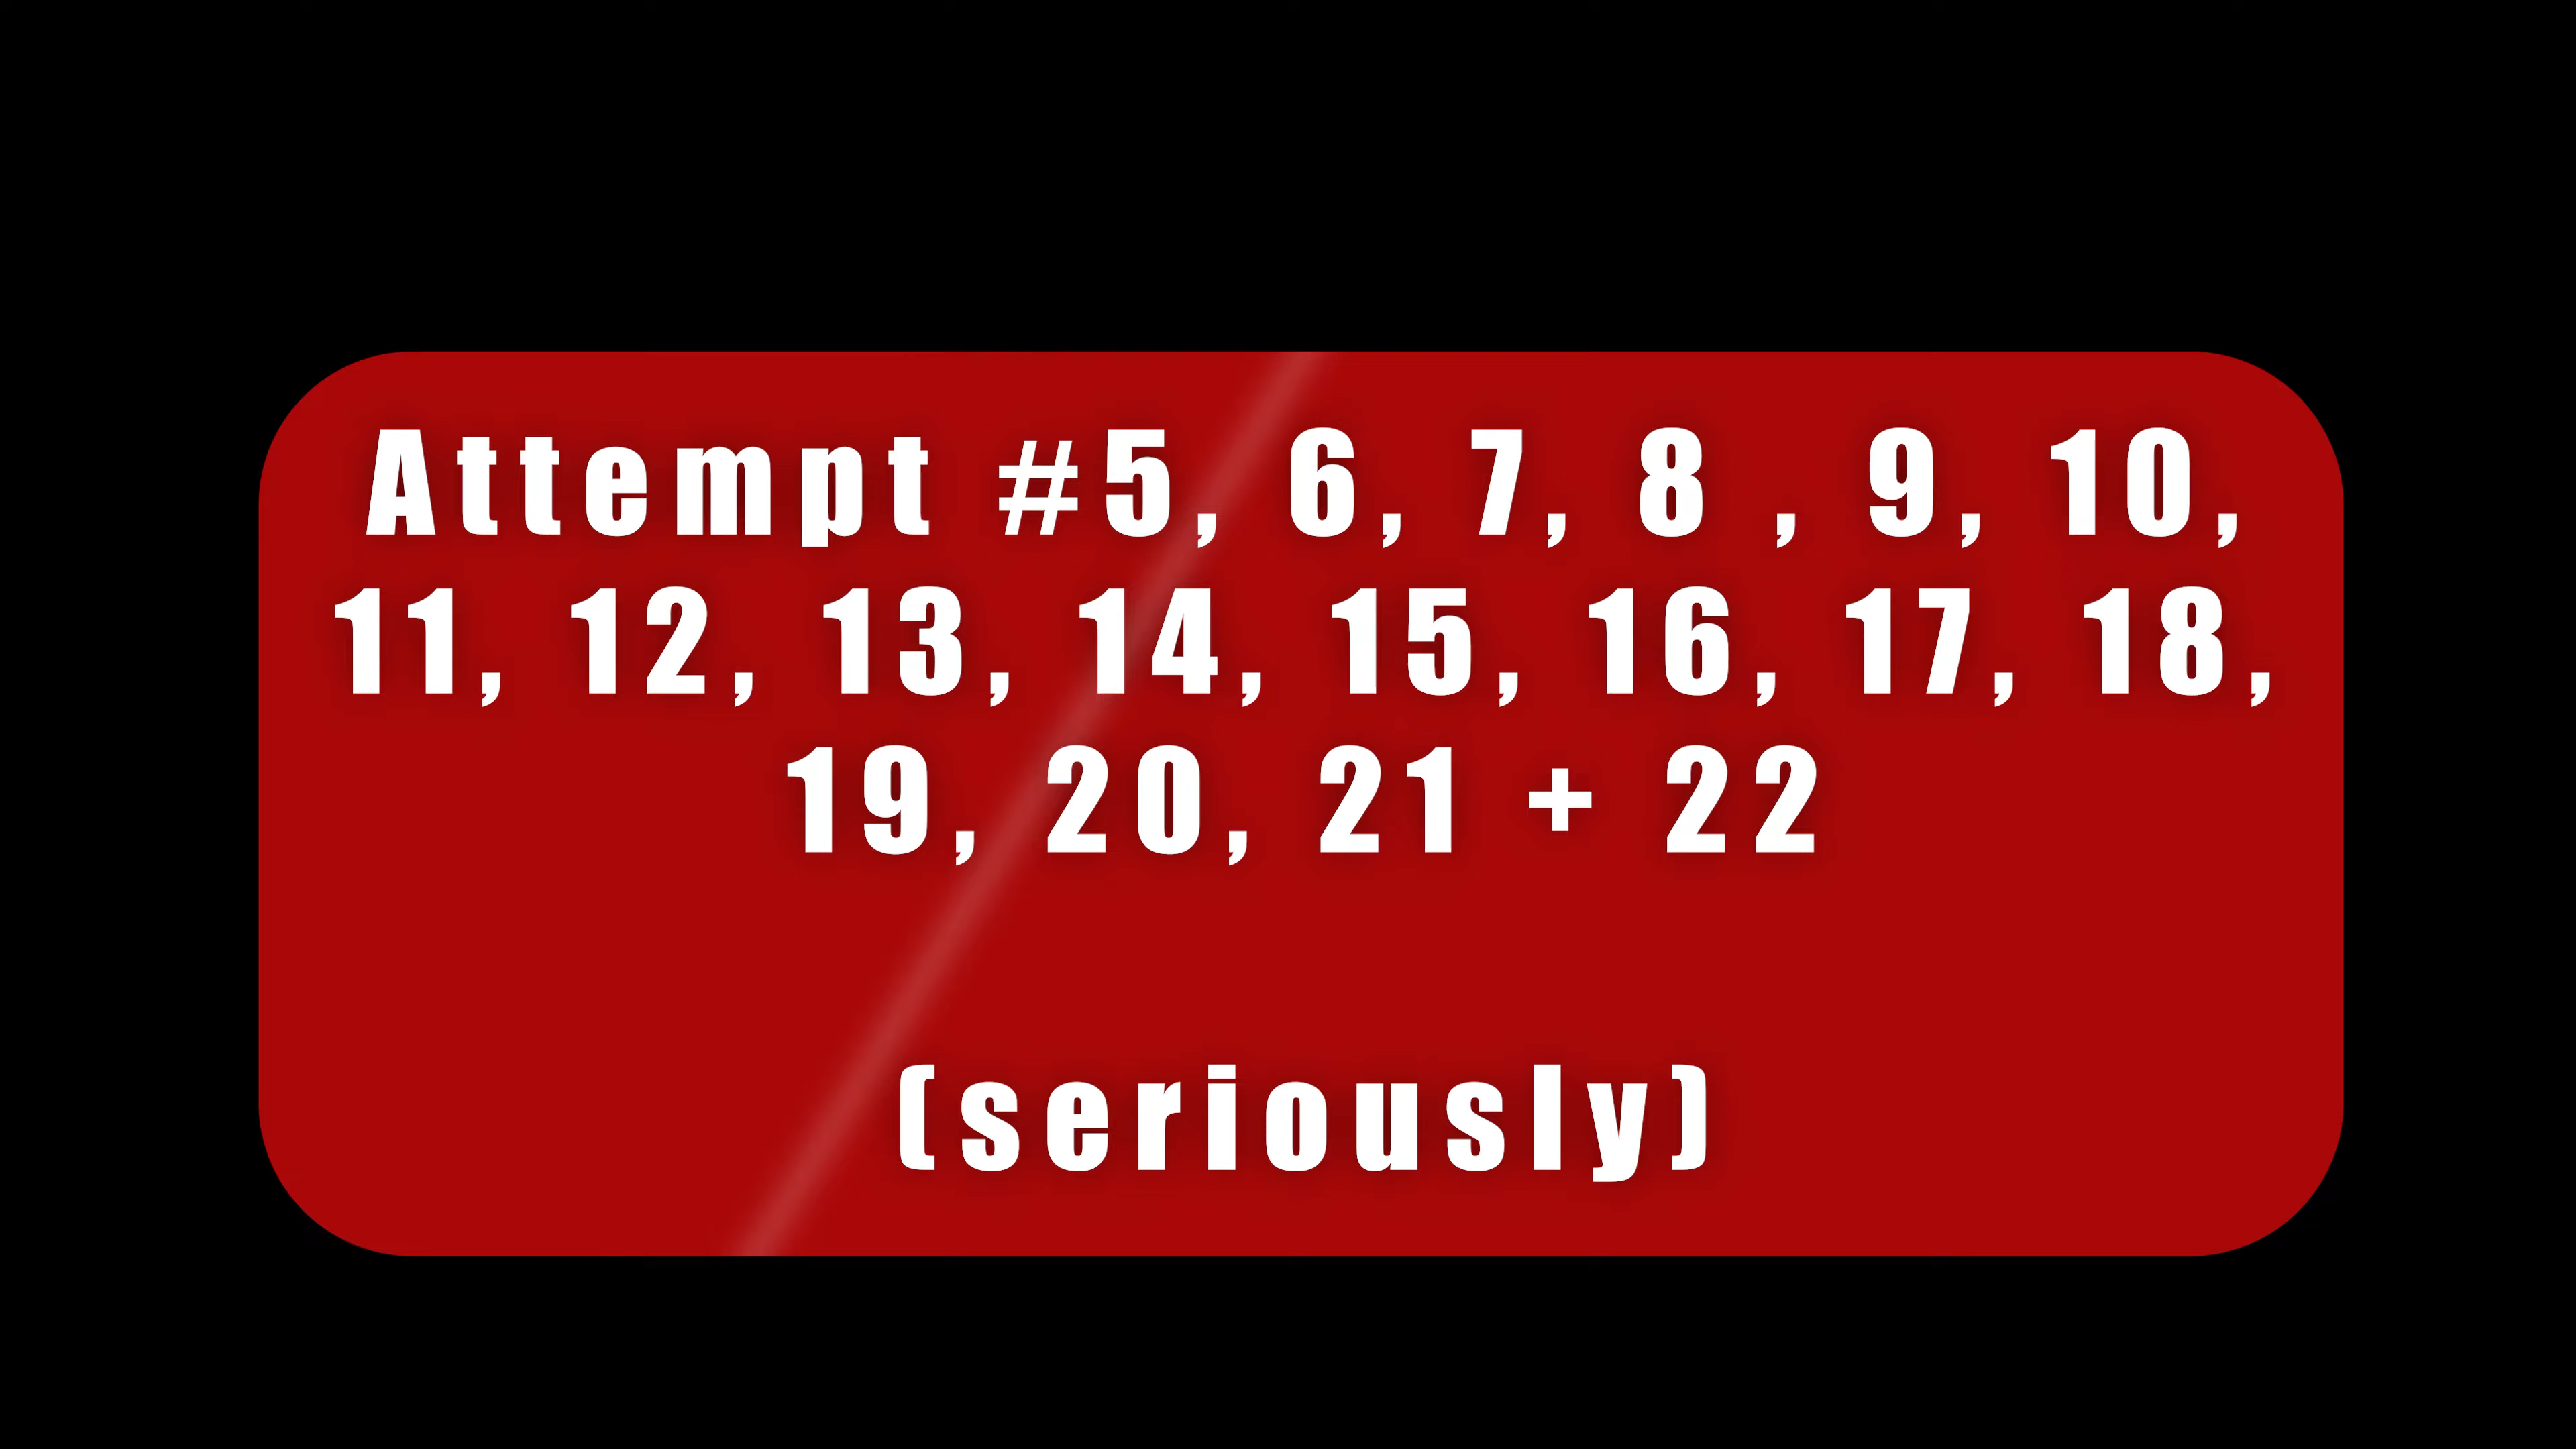 Attempt #5, 6, 7, 8 , 9, 10,
11, 12, 13, 14, 15, 16, 17, 18,
19, 20, 21 + 22
(seriously)